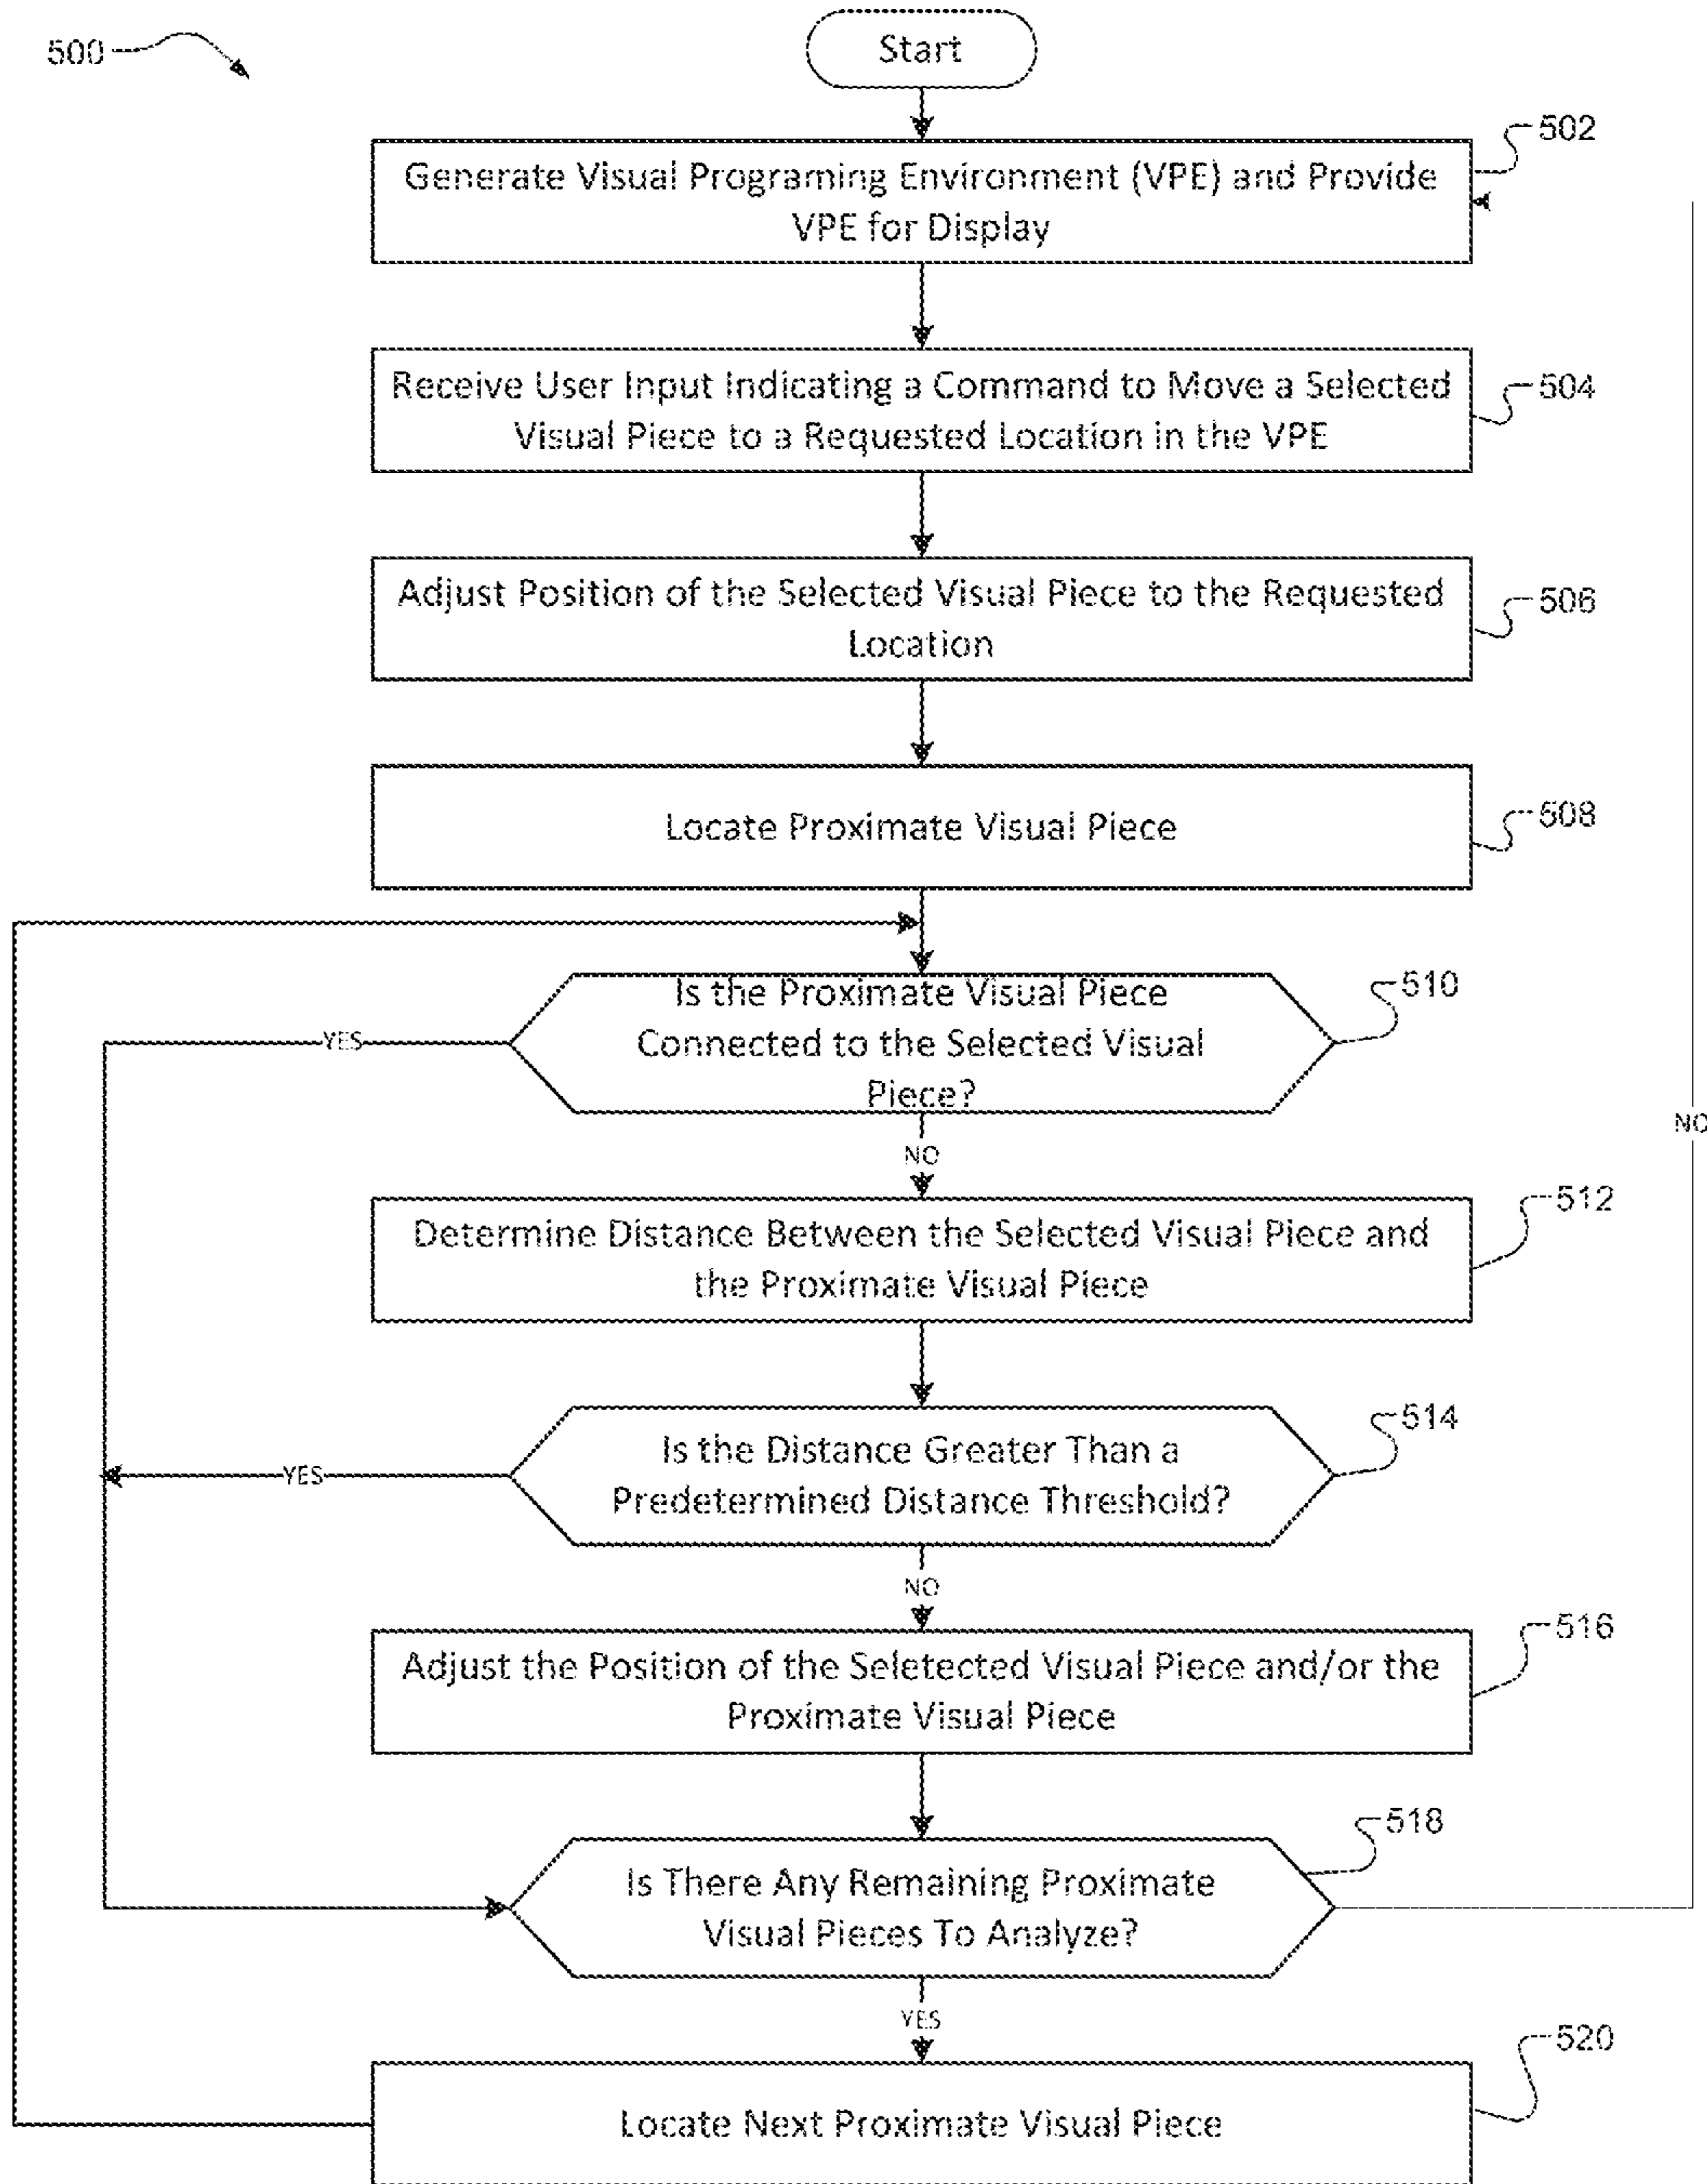 500
Start
502
Generate Visual Programing Environment (VPE) and Provide
VPE for Display
Receive User Input Indicating a Command to Move a Selected
Visual Piece to a Requested Location in the VPE
504
Adjust Position of the Selected Visual Piece to the Requested
Location
506
Locate Proximate Visual Piece
508
Is the Proximate Visual Piece
Connected to the Selected Visual
Piece?
510
YES
NO
NO
Determine Distance Between the Selected Visual Piece and
the Proximate Visual Piece
512
Is the Distance Greater Than a
Predetermined Distance Threshold?
514
YES
NO
Adjust the Position of the Seletected Visual Piece and/or the
Proximate Visual Piece
516
Is There Any Remaining Proximate
Visual Pieces To Analyze?
518
YES
Locate Next Proximate Visual Piece
520